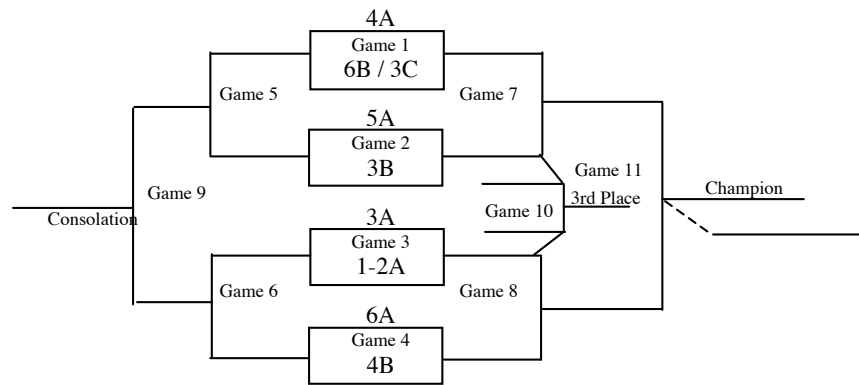 4A
Game 1
6B / 3C
Game 5
Game 7
5A
Game 2
3B
Game 11
Champion
Game 9
3rd Place
Consolation
Game 10
3A
Game 3
1-2A
Game 6
Game 8
6A
Game 4
4B